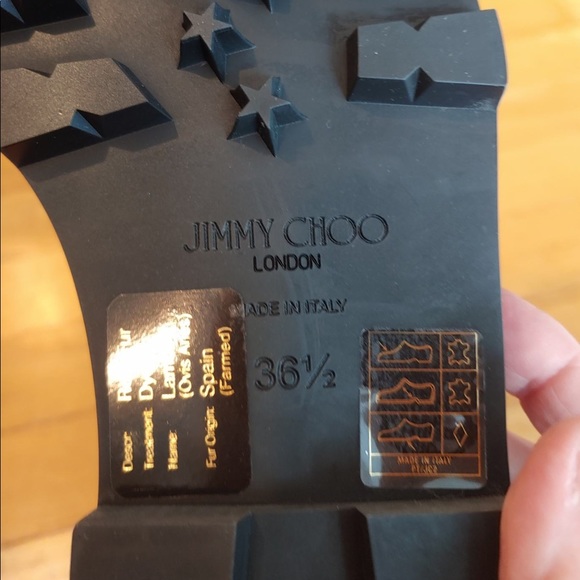 JIMMY CHOO
LONDON
MADE IN ITALY
36½
Descr:
Treatment:
Name:
(Ovis Aries)
Fur Origin: Spain
(Farmed)
MADE IN ITALY